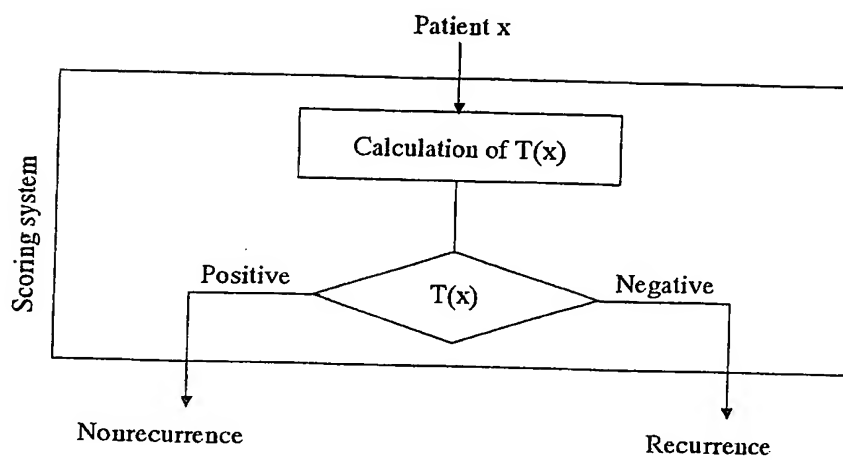 Patient x
Calculation of T(x)
Scoring system
Positive
T(x)
Negative
Nonrecurrence
Recurrence